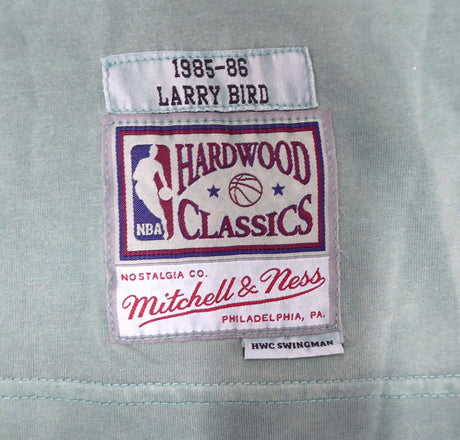 1985-86
LARRY BIRD
HARDWOOD
CLASSICS
NBA
NOSTALGIA CO.
Mitchell & Ness
PHILADELPHIA, PA.
HWC SWINGMAN